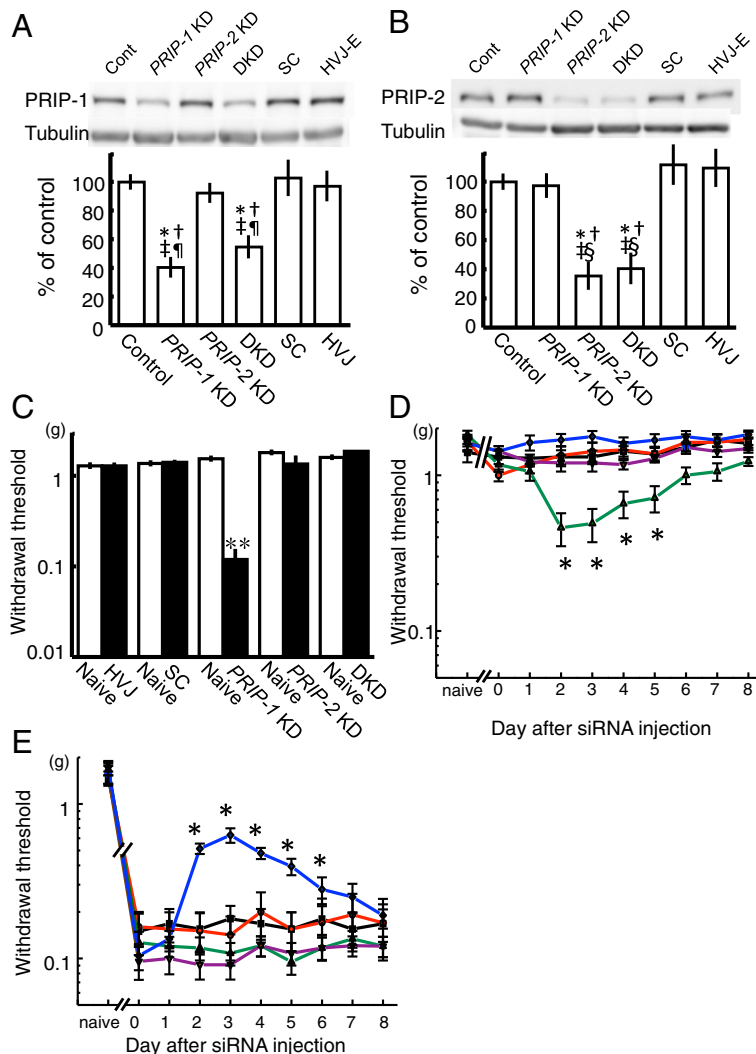 A
Cont PRIP-1 KD PRIP-2 KD DKD SC HVJ-E
PRIP-1
Tubulin
% of control
100
80
60
40
20
0
*†
‡¶
*†
‡¶
Control PRIP-1 KD PRIP-2 KD DKD SC HVJ
B
Cont PRIP-1 KD PRIP-2 KD DKD SC HVJ-E
PRIP-2
Tubulin
% of control
100
80
60
40
20
0
*†
‡§
*†
‡§
Control PRIP-1 KD PRIP-2 KD DKD SC HVJ
C
(g)
Withdrawal threshold
1
0.1
0.01
**
Naive HVJ Naive SC Naive PRIP-1 KD Naive PRIP-2 KD Naive DKD
D
(g)
Withdrawal threshold
1
0.1
* * * *
naive 0 1 2 3 4 5 6 7 8
Day after siRNA injection
E
(g)
Withdrawal threshold
1
0.1
* * * * *
naive 0 1 2 3 4 5 6 7 8
Day after siRNA injection